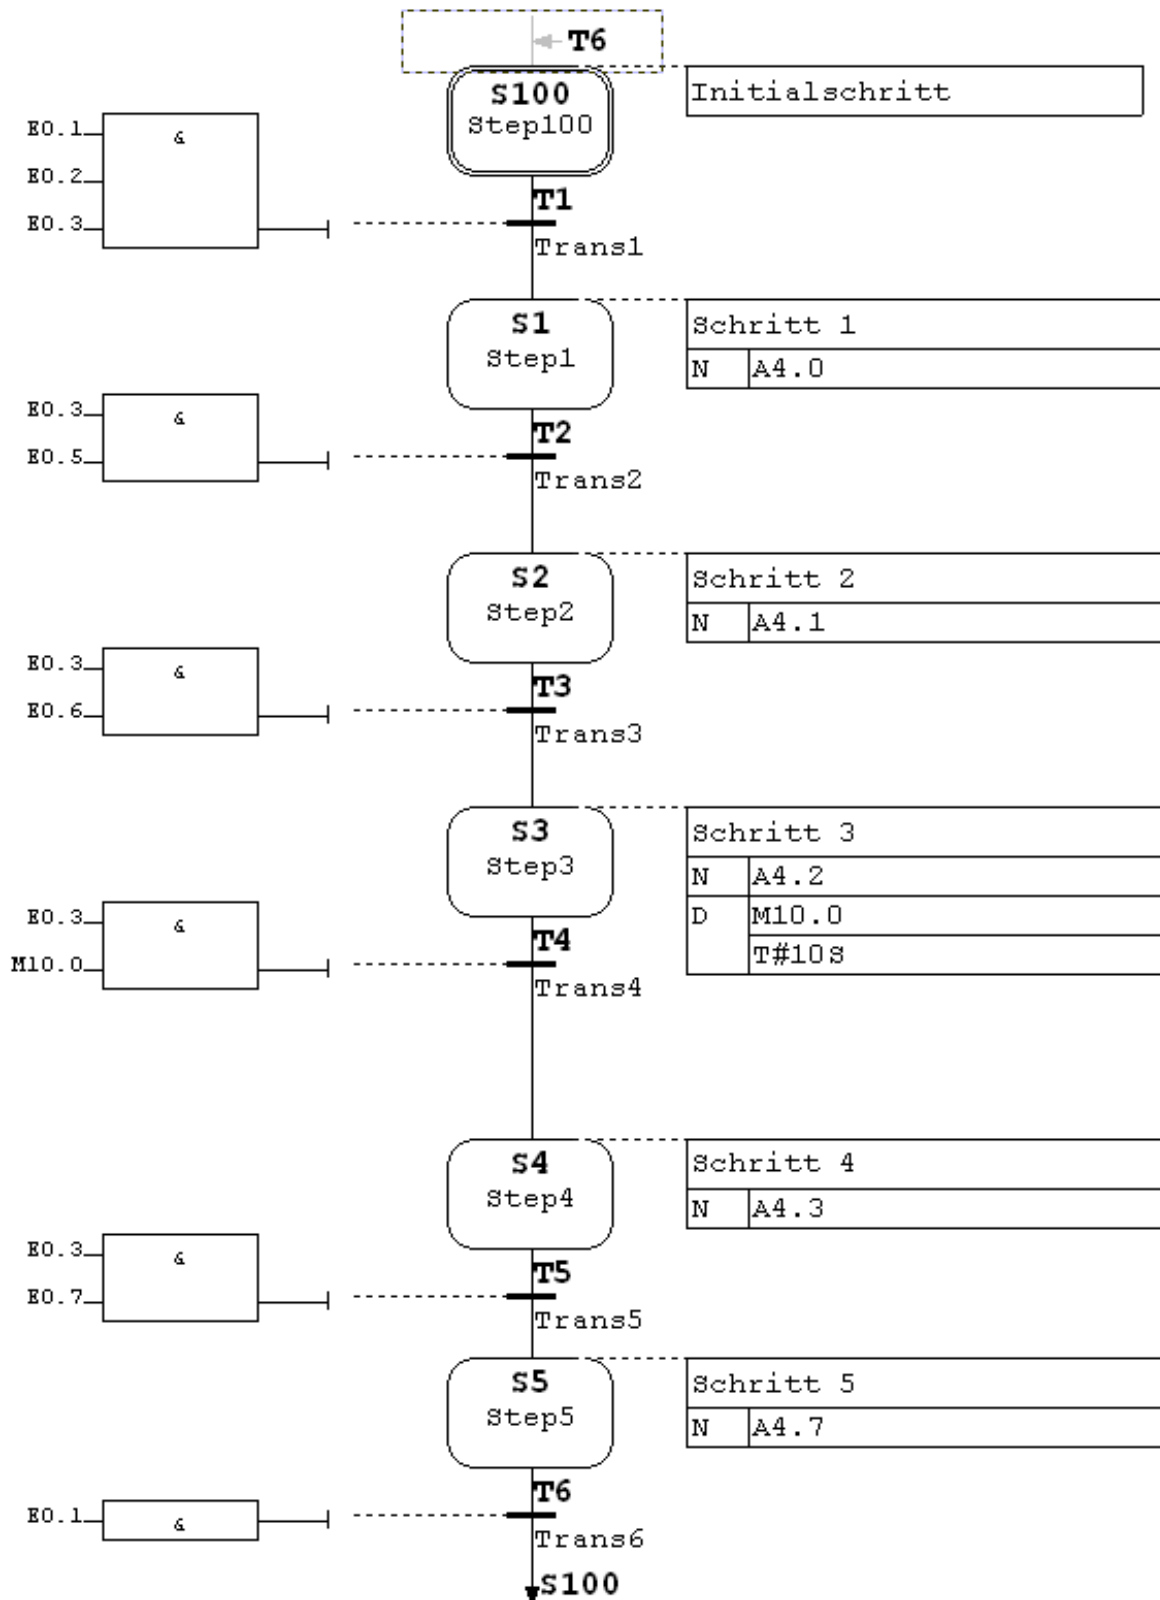 T6
S100
Step100
Initialschritt
E0.1
&
E0.2
E0.3
T1
Trans1
S1
Step1
Schritt 1
N A4.0
E0.3
&
E0.5
T2
Trans2
S2
Step2
Schritt 2
N A4.1
E0.3
&
E0.6
T3
Trans3
S3
Step3
Schritt 3
N A4.2
D M10.0
T#10S
E0.3
&
M10.0
T4
Trans4
S4
Step4
Schritt 4
N A4.3
E0.3
&
E0.7
T5
Trans5
S5
Step5
Schritt 5
N A4.7
E0.1
&
T6
Trans6
S100